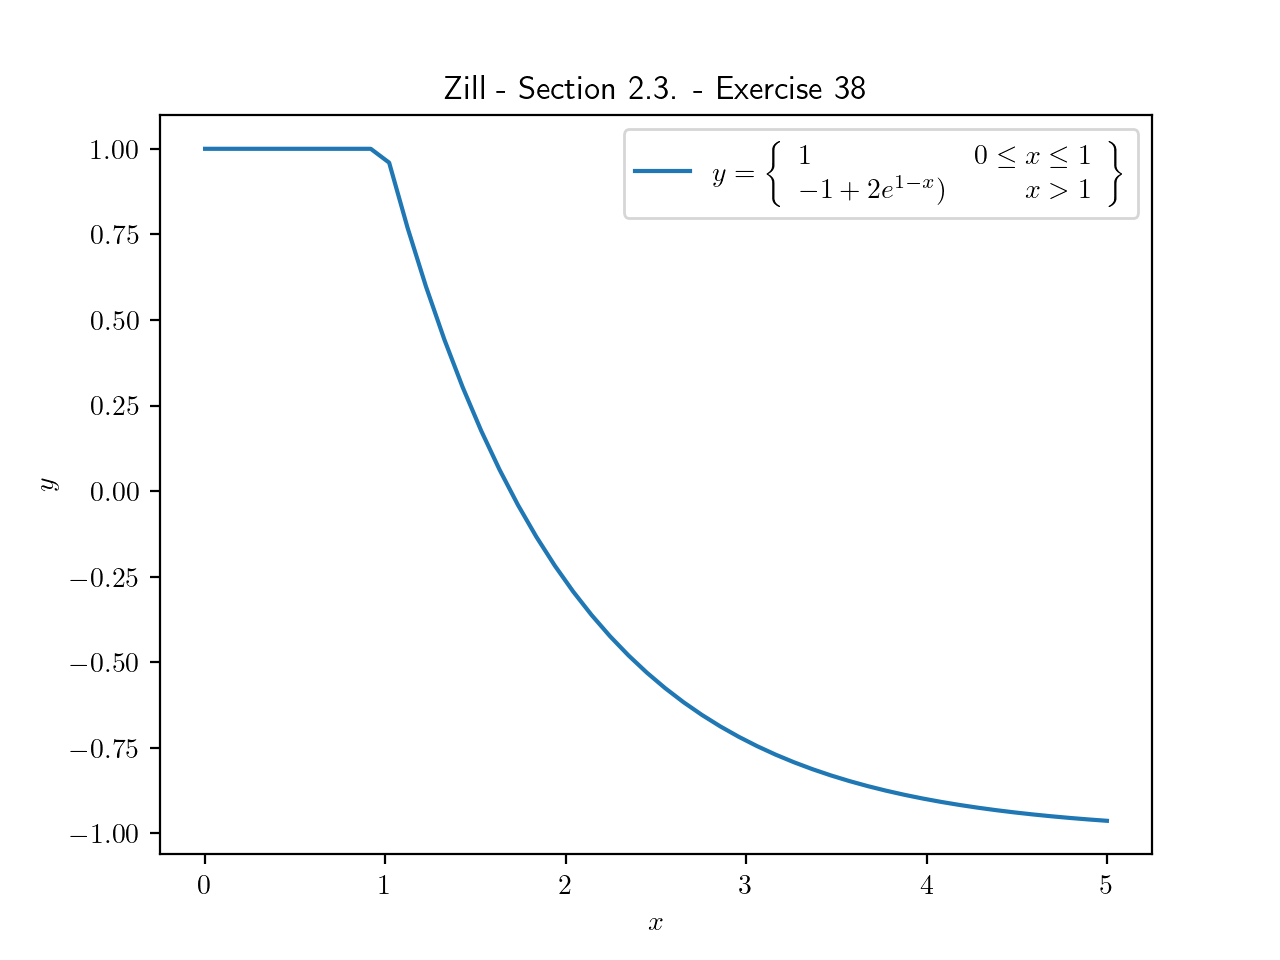 Zill - Section 2.3. - Exercise 38
y = { 1 0 ≤ x ≤ 1
−1 + 2e^{1−x}) x > 1 }
1.00
0.75
0.50
0.25
0.00
−0.25
−0.50
−0.75
−1.00
y
0 1 2 3 4 5
x